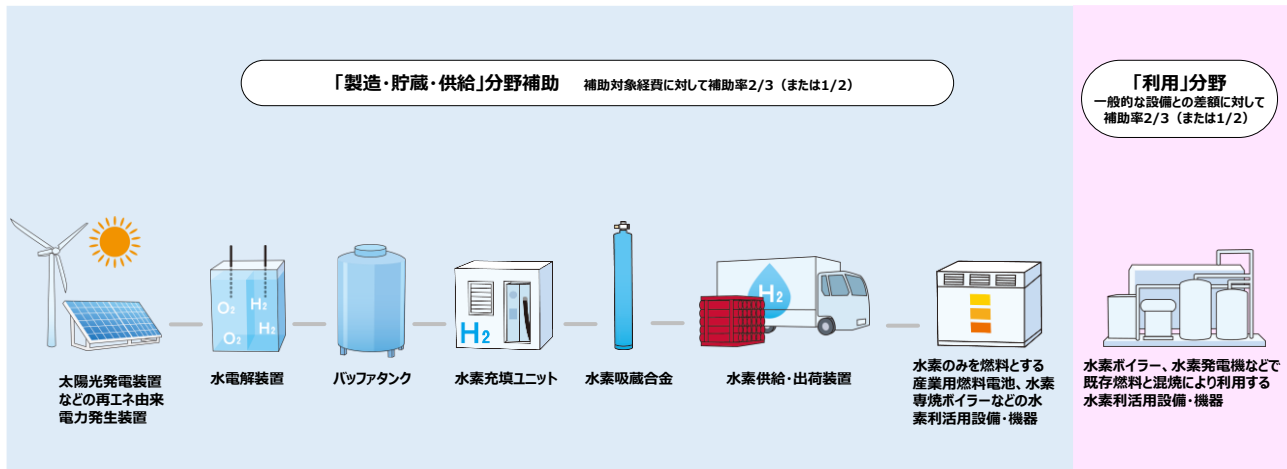 「製造・貯蔵・供給」分野補助 補助対象経費に対して補助率2/3（または1/2）
「利用」分野
一般的な設備との差額に対して
補助率2/3（または1/2）
O₂
H₂
H₂
O₂
H₂
H₂
太陽光発電装置
などの再エネ由来
電力発生装置
水電解装置
バッファタンク
水素充填ユニット
水素吸蔵合金
水素供給・出荷装置
水素のみを燃料とする
産業用燃料電池、水素
専焼ボイラーなどの水
素利活用設備・機器
水素ボイラー、水素発電機などで
既存燃料と混焼により利用する
水素利活用設備・機器